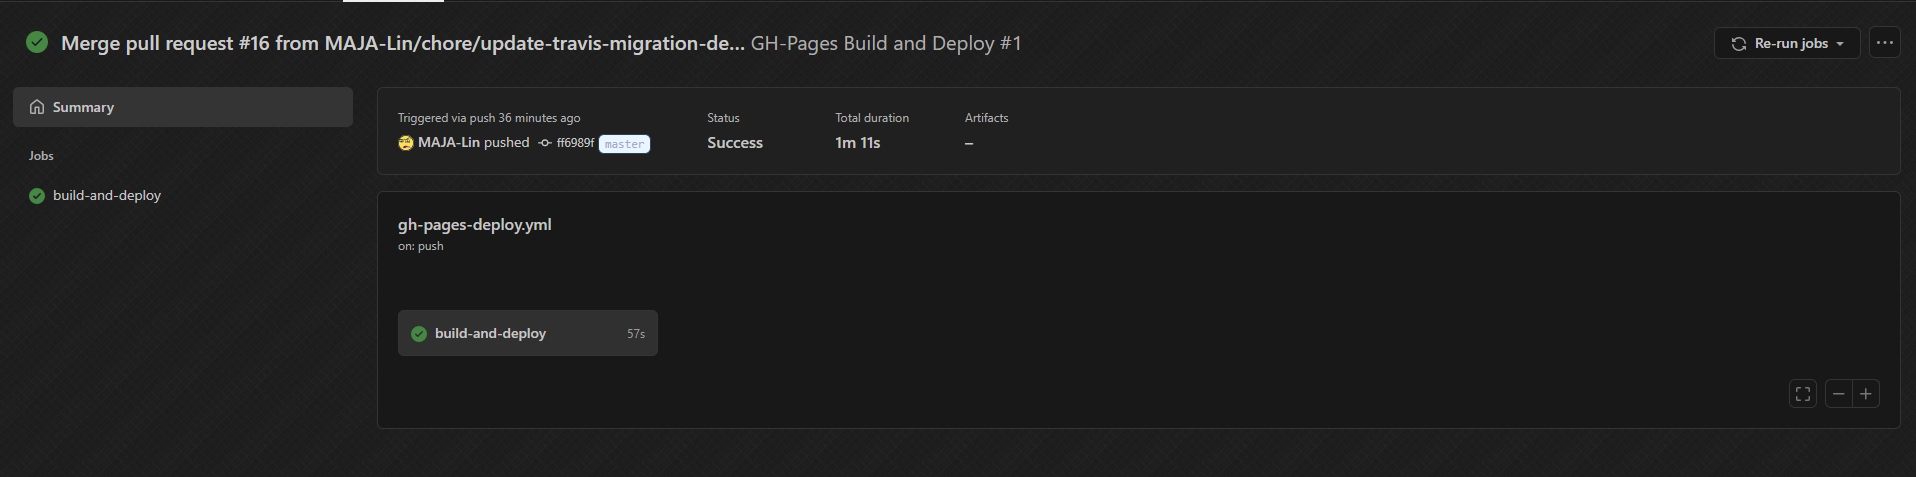 Merge pull request #16 from MAJA-Lin/chore/update-travis-migration-de... GH-Pages Build and Deploy #1
Re-run jobs
Summary
Jobs
build-and-deploy
Triggered via push 36 minutes ago
MAJA-Lin pushed ff6989f master
Status
Success
Total duration
1m 11s
Artifacts
–
gh-pages-deploy.yml
on: push
build-and-deploy 57s